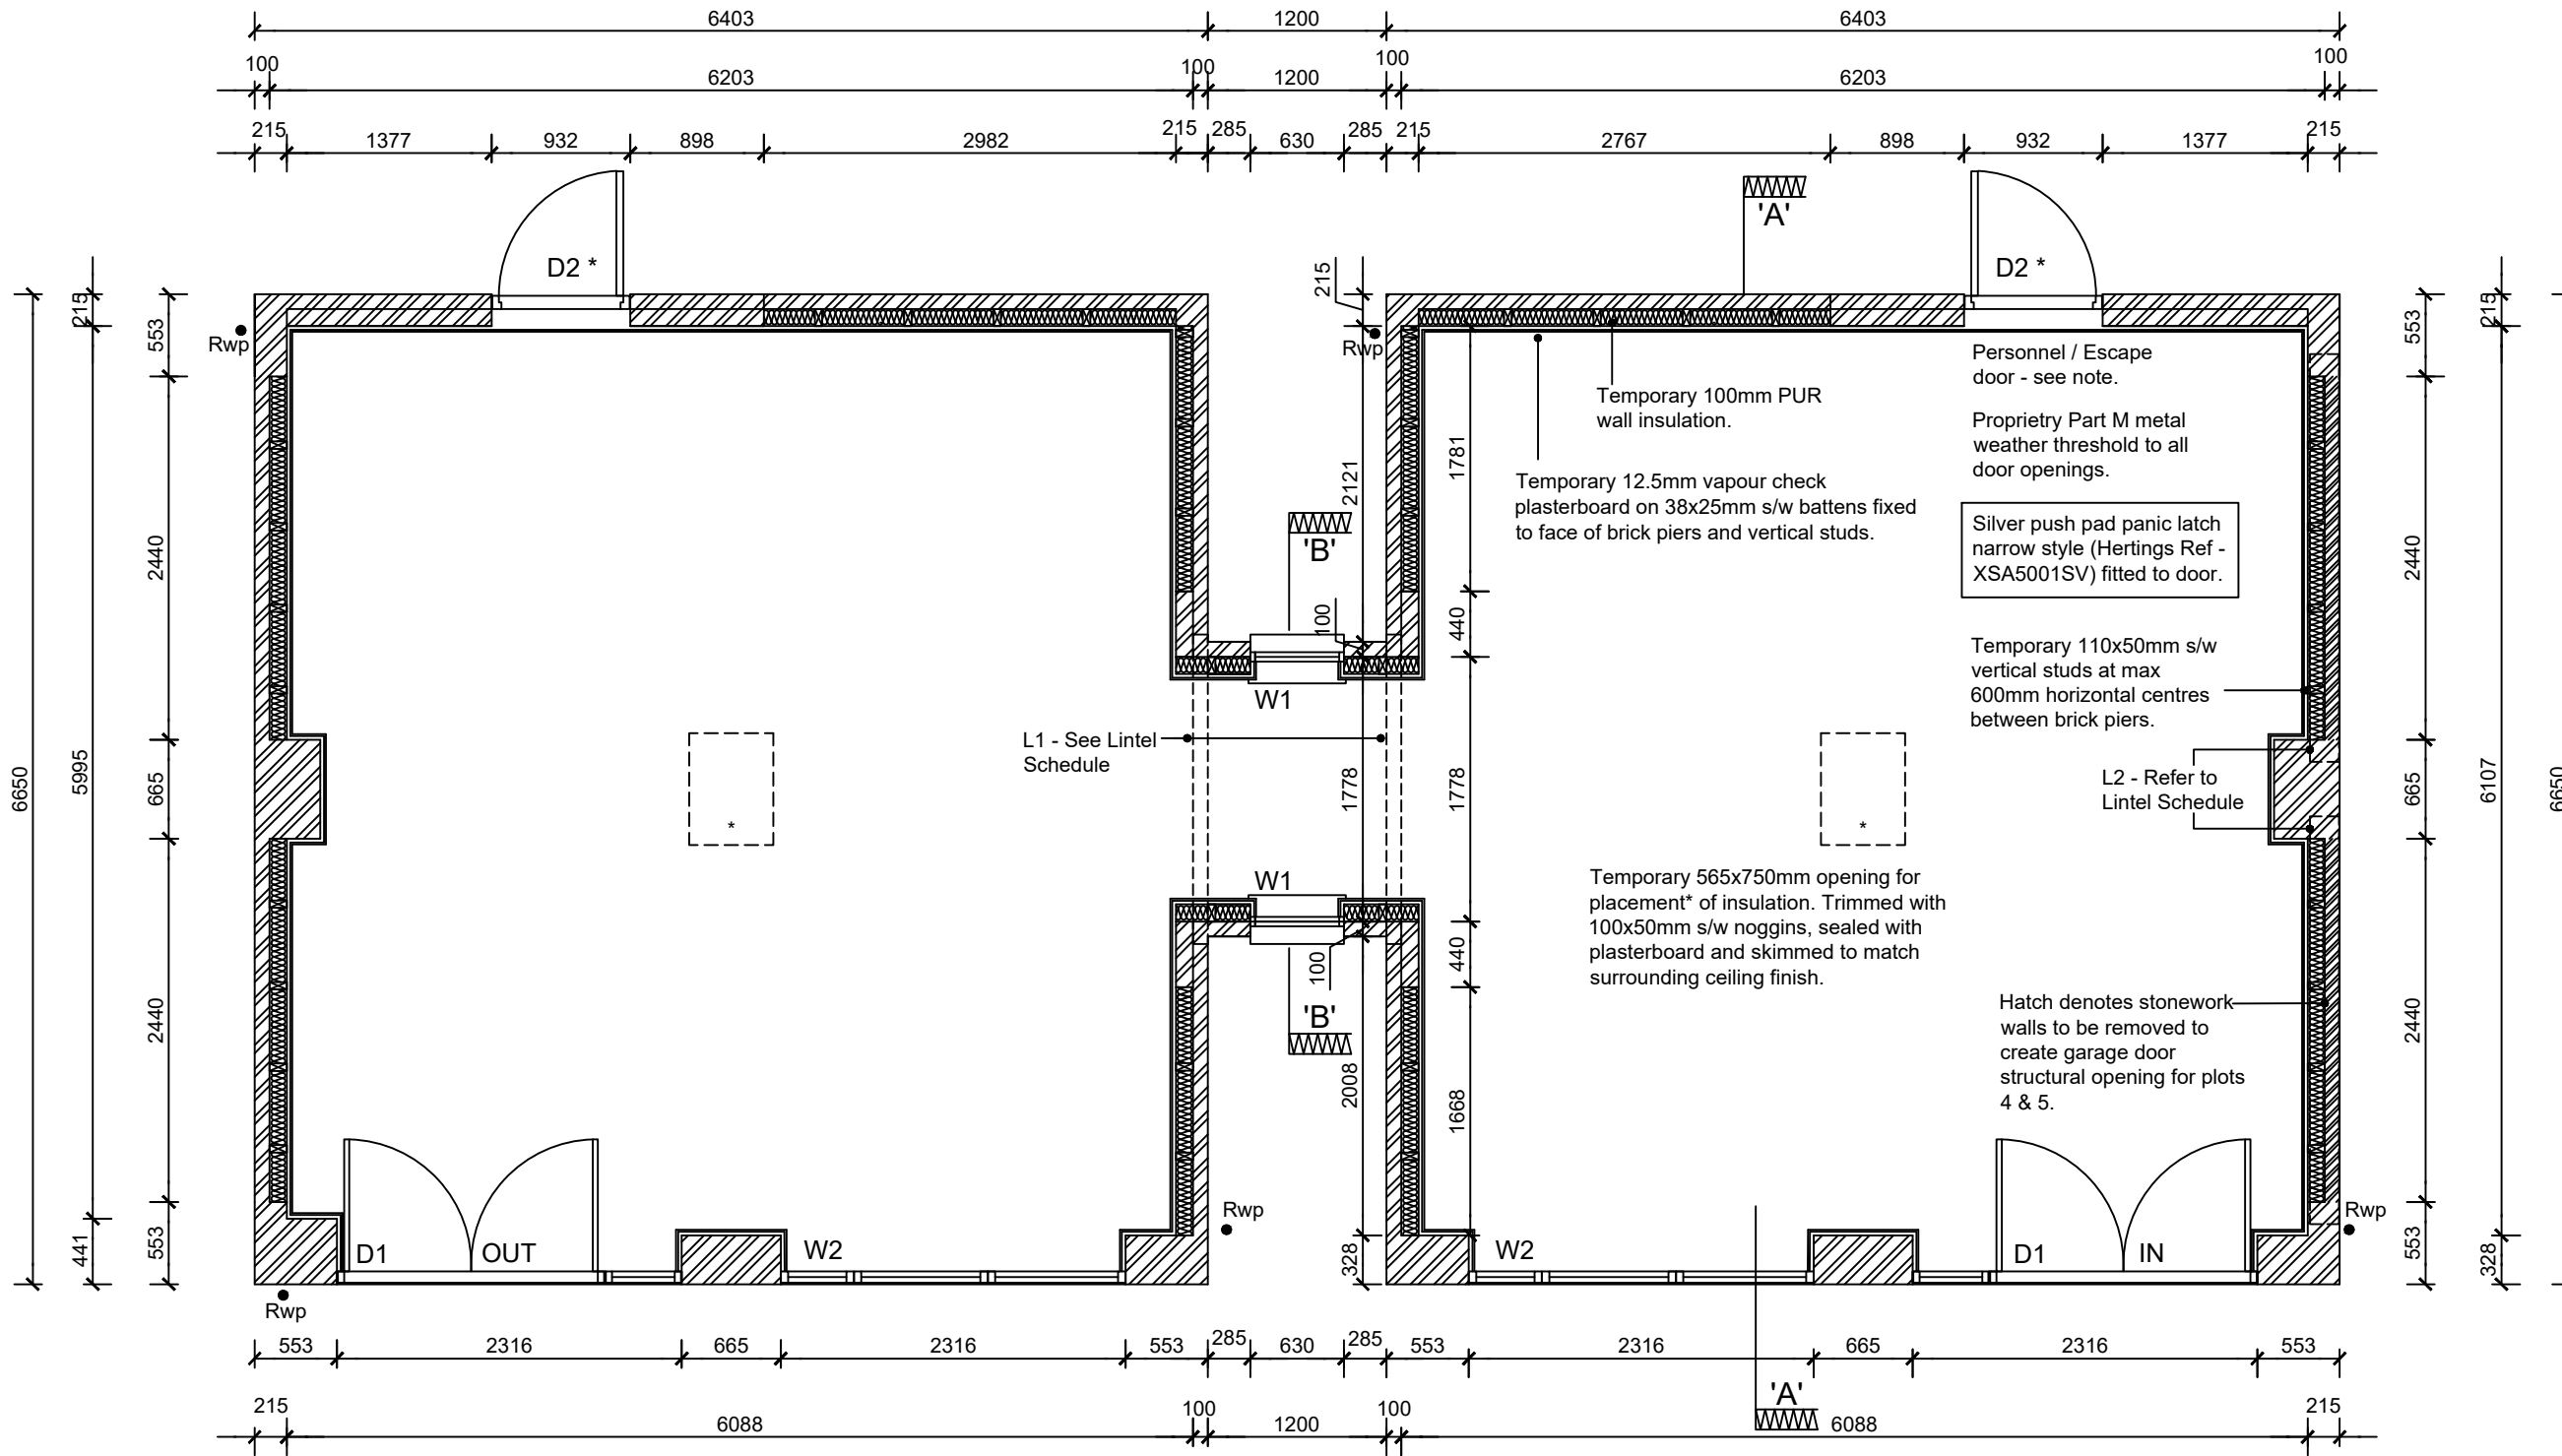 6403 1200 6403
100 6203 100 1200 100 6203 100
215 1377 932 898 2982 215 285 630 285 215 2767 898 932 1377 215
'A'
D2 *
D2 *
215
215
553
553
215
Rwp
Rwp
Personnel / Escape
door - see note.
Temporary 100mm PUR
wall insulation.
Proprietry Part M metal
weather threshold to all
door openings.
Temporary 12.5mm vapour check
plasterboard on 38x25mm s/w battens fixed
to face of brick piers and vertical studs.
Silver push pad panic latch
narrow style (Hertings Ref -
XSA5001SV) fitted to door.
1781
2121
'B'
2440
2440
100
440
Temporary 110x50mm s/w
vertical studs at max
600mm horizontal centres
between brick piers.
W1
L1 - See Lintel
Schedule
L2 - Refer to
Lintel Schedule
6650
5995
665
1778
1778
665
6107
6650
*
*
W1
Temporary 565x750mm opening for
placement* of insulation. Trimmed with
100x50mm s/w noggins, sealed with
plasterboard and skimmed to match
surrounding ceiling finish.
440
100
'B'
Hatch denotes stonework
walls to be removed to
create garage door
structural opening for plots
4 & 5.
2440
2440
2008
1668
Rwp
Rwp
441
553
D1
OUT
W2
328
W2
D1
IN
553
328
Rwp
553 2316 665 2316 553 285 630 285 553 2316 665 2316 553
'A'
215 6088 100 1200 100 6088 215